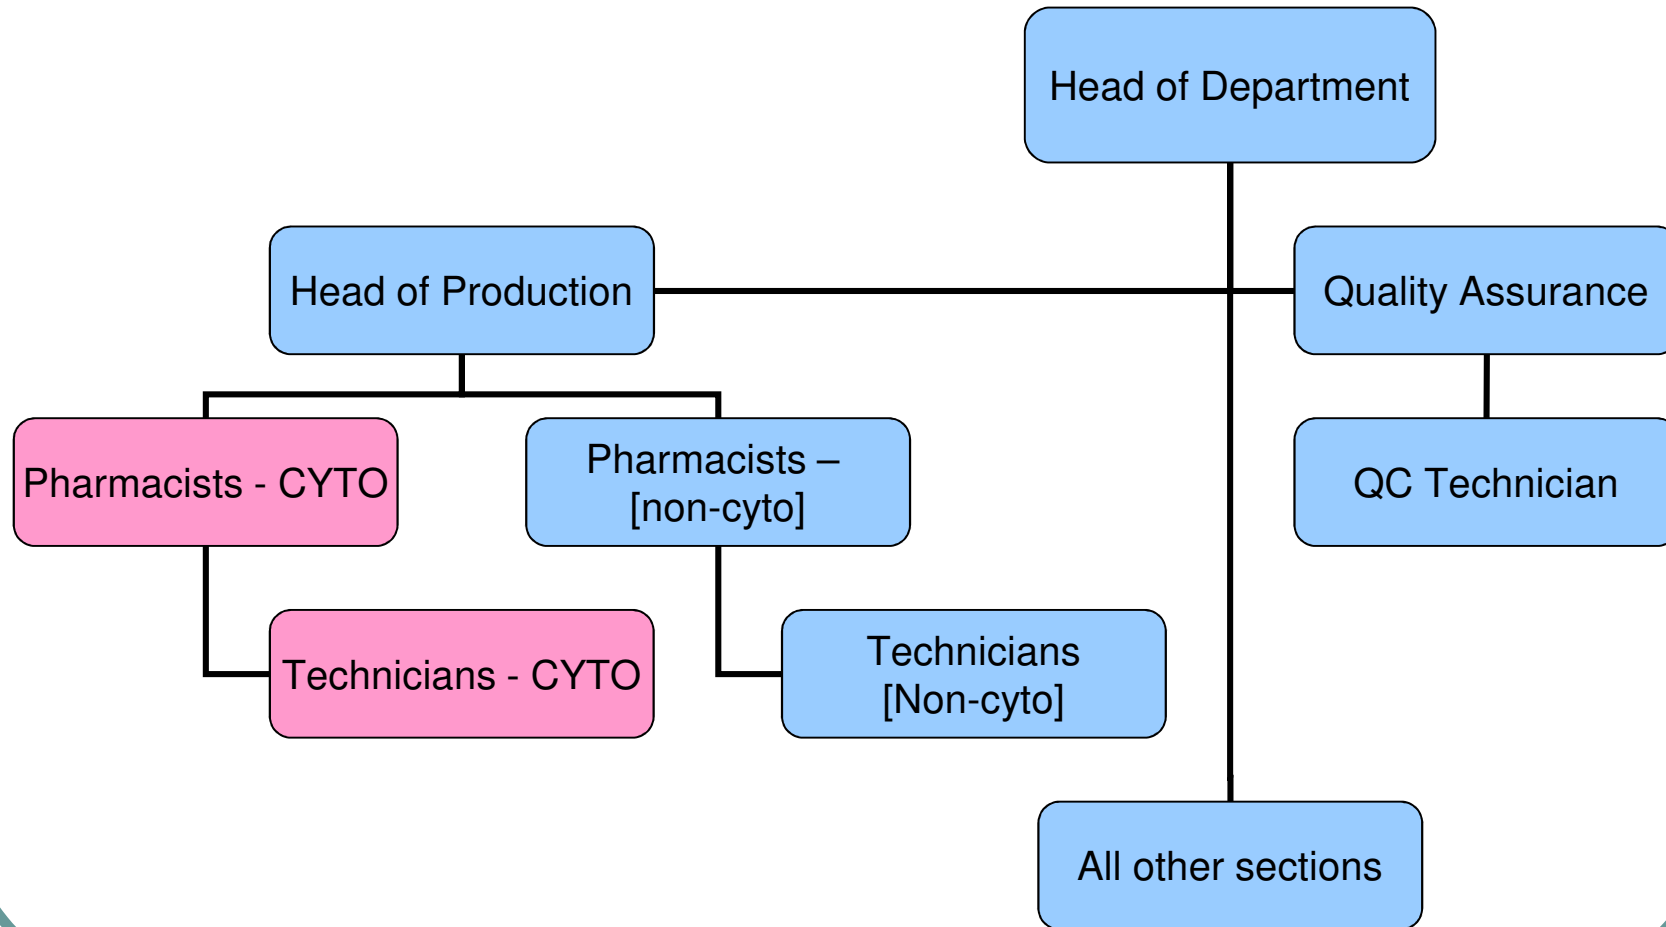 Head of Department
Head of Production
Quality Assurance
Pharmacists - CYTO
Pharmacists –
[non-cyto]
QC Technician
Technicians - CYTO
Technicians
[Non-cyto]
All other sections